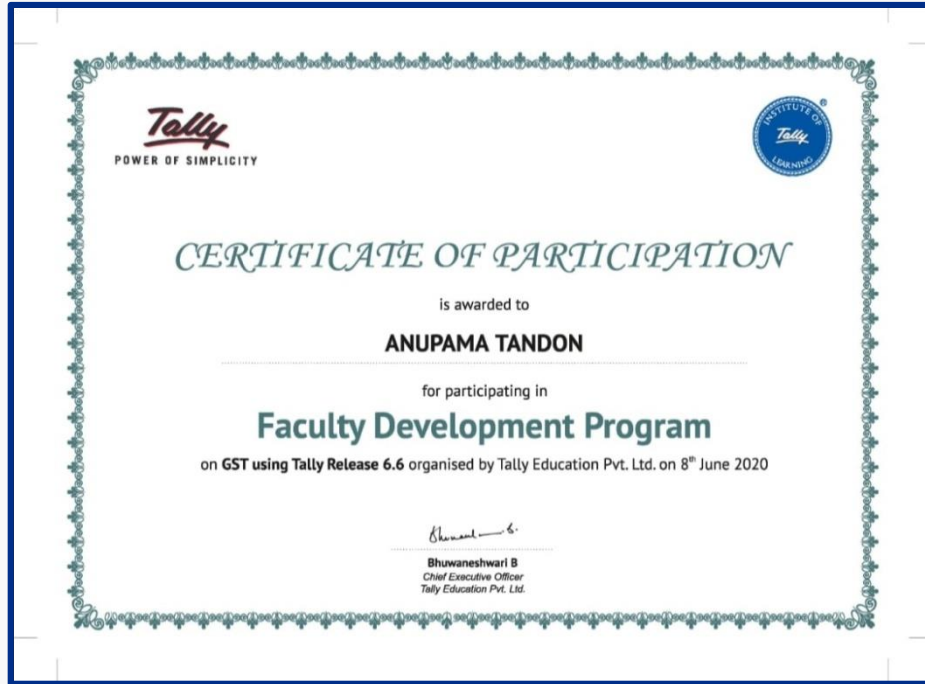 Tally
POWER OF SIMPLICITY
INSTITUTE OF
Tally
LEARNING
®
CERTIFICATE OF PARTICIPATION
is awarded to
ANUPAMA TANDON
for participating in
Faculty Development Program
on GST using Tally Release 6.6 organised by Tally Education Pvt. Ltd. on 8th June 2020
Bhuwaneshwari B
Chief Executive Officer
Tally Education Pvt. Ltd.